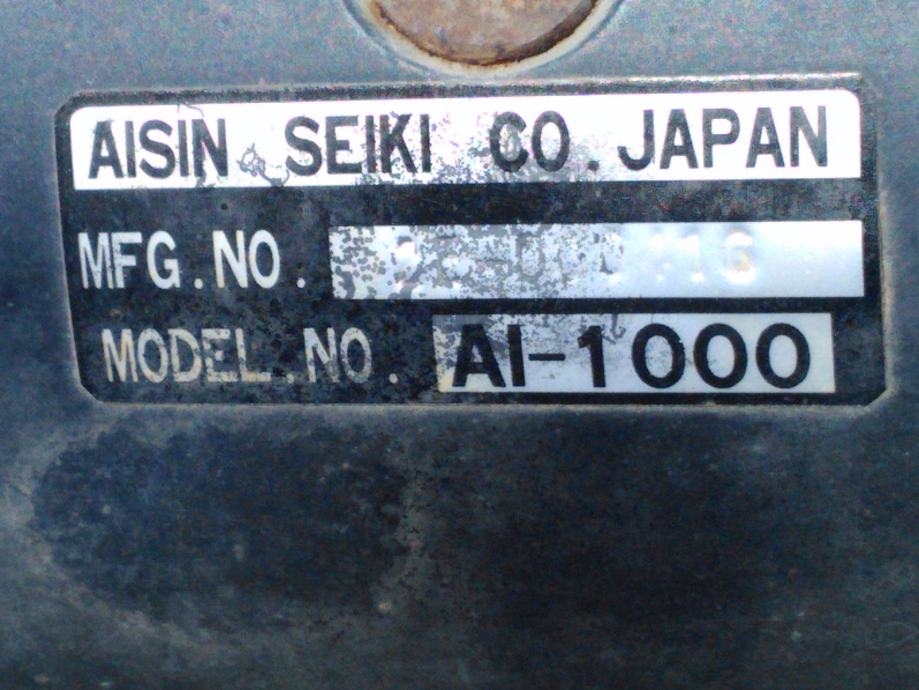 AISIN SEIKI CO. JAPAN
MFG. NO.
MODEL. NO. AI-1000